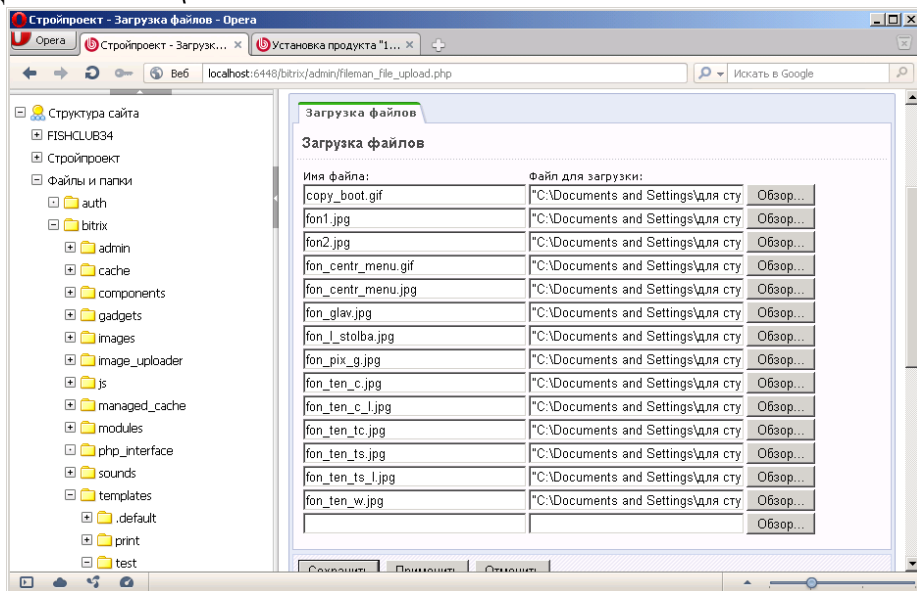 Стройпроект - Загрузка файлов - Opera
Opera
Стройпроект - Загрузк...
Установка продукта "1...
Веб
localhost:6448/bitrix/admin/fileman_file_upload.php
Искать в Google
Структура сайта
FISHCLUB34
Стройпроект
Файлы и папки
auth
bitrix
admin
cache
components
gadgets
images
image_uploader
js
managed_cache
modules
php_interface
sounds
templates
.default
print
test
Загрузка файлов
Загрузка файлов
Имя файла: Файл для загрузки:
copy_boot.gif "C:\Documents and Settings\для сту Обзор...
fon1.jpg "C:\Documents and Settings\для сту Обзор...
fon2.jpg "C:\Documents and Settings\для сту Обзор...
fon_centr_menu.gif "C:\Documents and Settings\для сту Обзор...
fon_centr_menu.jpg "C:\Documents and Settings\для сту Обзор...
fon_glav.jpg "C:\Documents and Settings\для сту Обзор...
fon_l_stolba.jpg "C:\Documents and Settings\для сту Обзор...
fon_pix_g.jpg "C:\Documents and Settings\для сту Обзор...
fon_ten_c.jpg "C:\Documents and Settings\для сту Обзор...
fon_ten_c_l.jpg "C:\Documents and Settings\для сту Обзор...
fon_ten_tc.jpg "C:\Documents and Settings\для сту Обзор...
fon_ten_ts.jpg "C:\Documents and Settings\для сту Обзор...
fon_ten_ts_l.jpg "C:\Documents and Settings\для сту Обзор...
fon_ten_w.jpg "C:\Documents and Settings\для сту Обзор...
Обзор...
Сохранить Применить Отменить